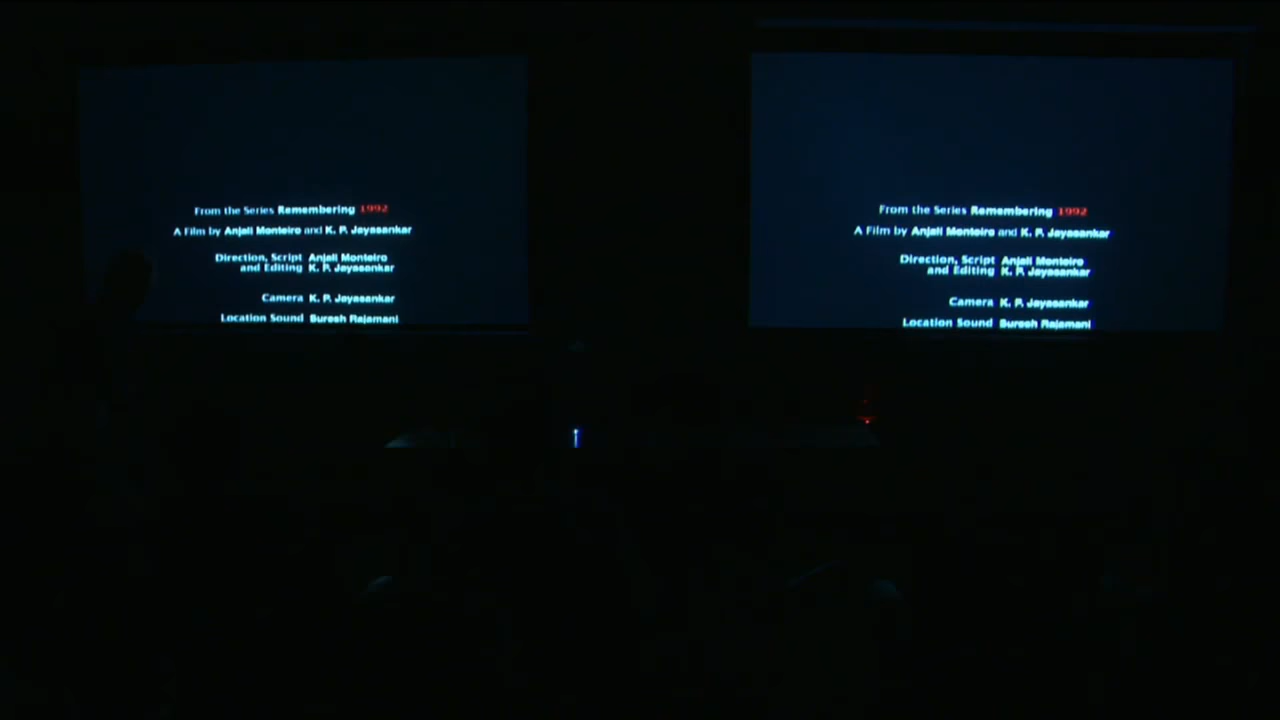 From the Series Remembering 1992
A Film by Anjali Monteiro and K. P. Jayasankar
Direction, Script Anjali Monteiro
and Editing K. P. Jayasankar
Camera K. P. Jayasankar
Location Sound Suresh Rajamani
From the Series Remembering 1992
A Film by Anjali Monteiro and K. P. Jayasankar
Direction, Script Anjali Monteiro
and Editing K. P. Jayasankar
Camera K. P. Jayasankar
Location Sound Suresh Rajamani